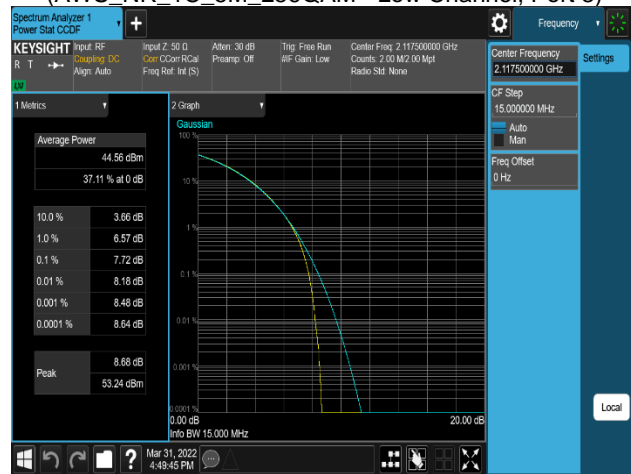 Spectrum Analyzer 1
Power Stat CCDF
Frequency
KEYSIGHT
R T
Input: RF
Coupling: DC
Align: Auto
Input Z: 50 Ω
Corr CCorr RCal
Freq Ref: Int (S)
Atten: 30 dB
Preamp: Off
Trig: Free Run
#IF Gain: Low
Center Freq: 2.117500000 GHz
Counts: 2.00 M/2.00 Mpt
Radio Std: None
1 Metrics
2 Graph
Average Power
44.56 dBm
37.11 % at 0 dB
10.0 % 3.66 dB
1.0 % 6.57 dB
0.1 % 7.72 dB
0.01 % 8.18 dB
0.001 % 8.48 dB
0.0001 % 8.64 dB
Peak
8.68 dB
53.24 dBm
Gaussian
100 %
10 %
1 %
0.1 %
0.01 %
0.001 %
0.0001 %
0.00 dB
20.00 dB
Info BW 15.000 MHz
Center Frequency
2.117500000 GHz
Settings
CF Step
15.000000 MHz
Auto
Man
Freq Offset
0 Hz
Local
?
Mar 31, 2022
4:49:45 PM